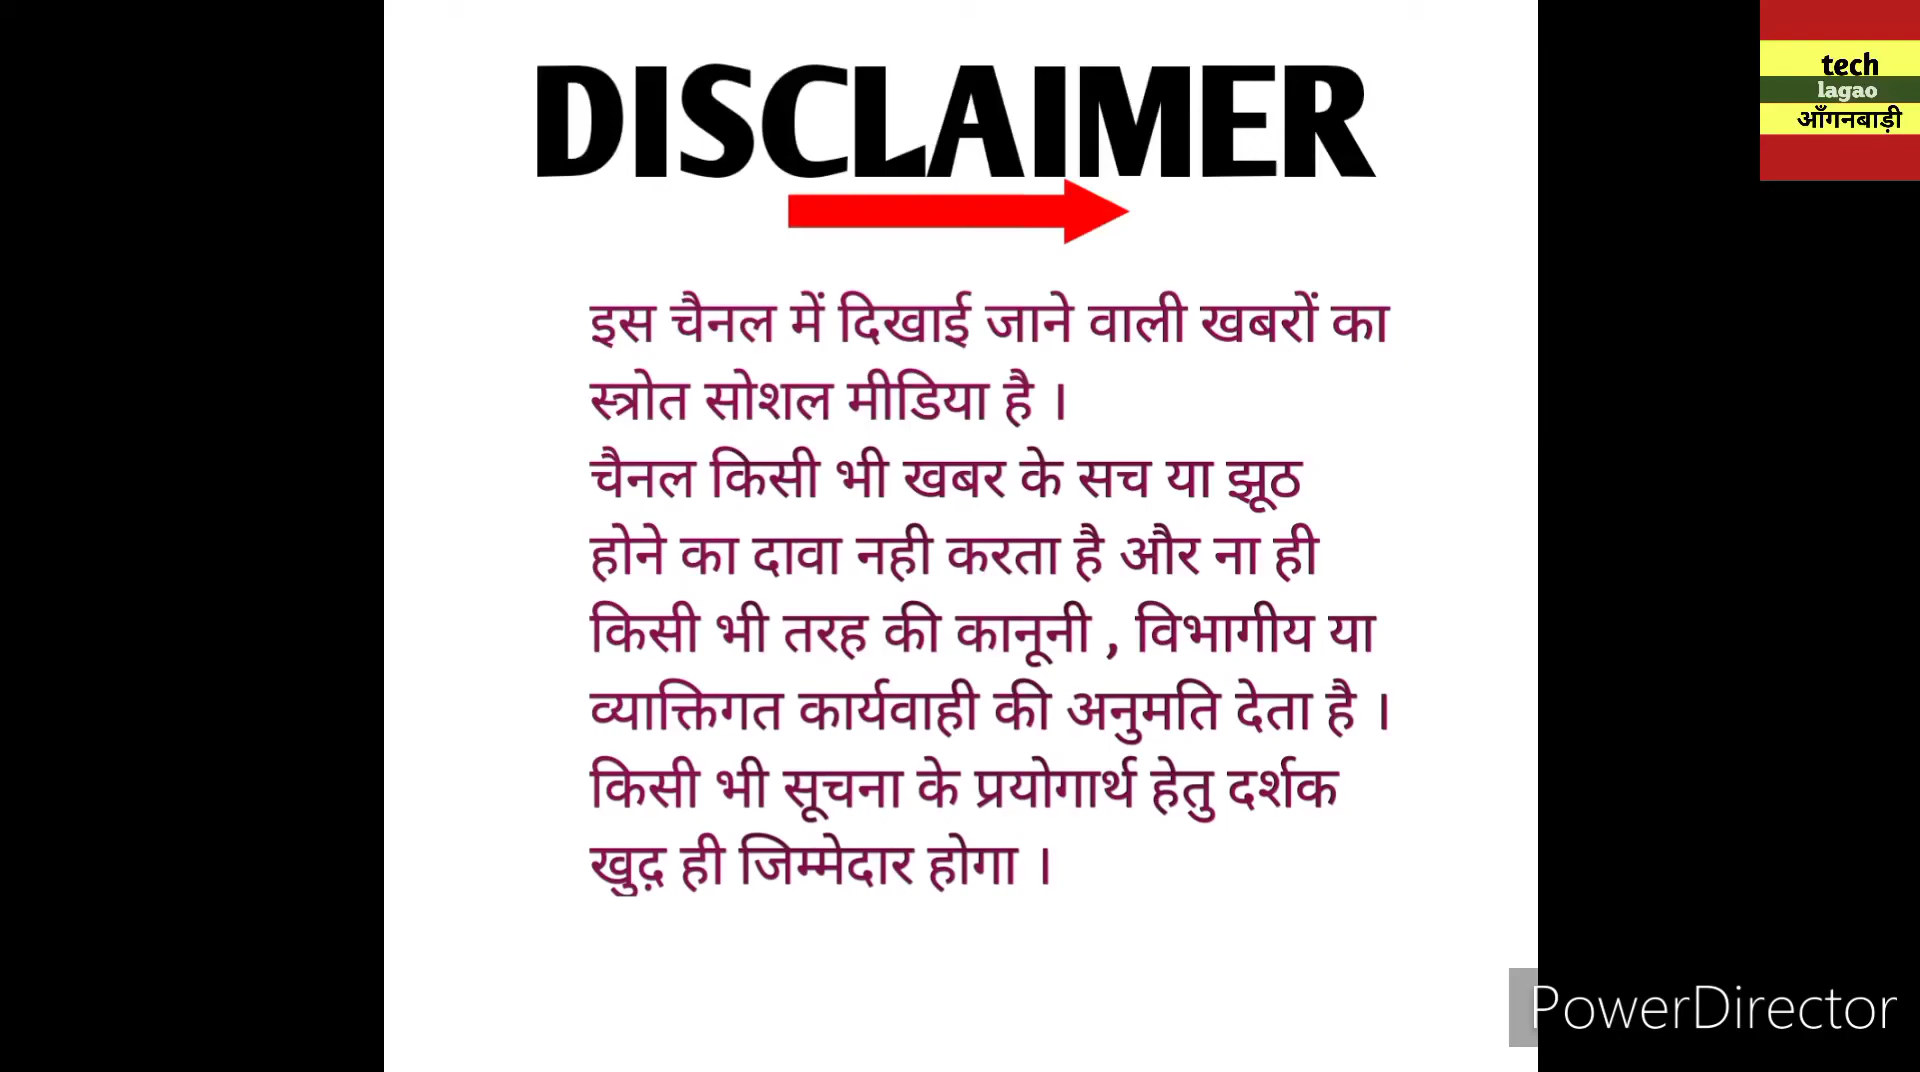 DISCLAIMER
इस चैनल में दिखाई जाने वाली खबरों का
स्त्रोत सोशल मीडिया है ।
चैनल किसी भी खबर के सच या झूठ
होने का दावा नही करता है और ना ही
किसी भी तरह की कानूनी , विभागीय या
व्याक्तिगत कार्यवाही की अनुमति देता है ।
किसी भी सूचना के प्रयोगार्थ हेतु दर्शक
खुद़ ही जिम्मेदार होगा ।
tech
lagao
आँगनबाड़ी
PowerDirector